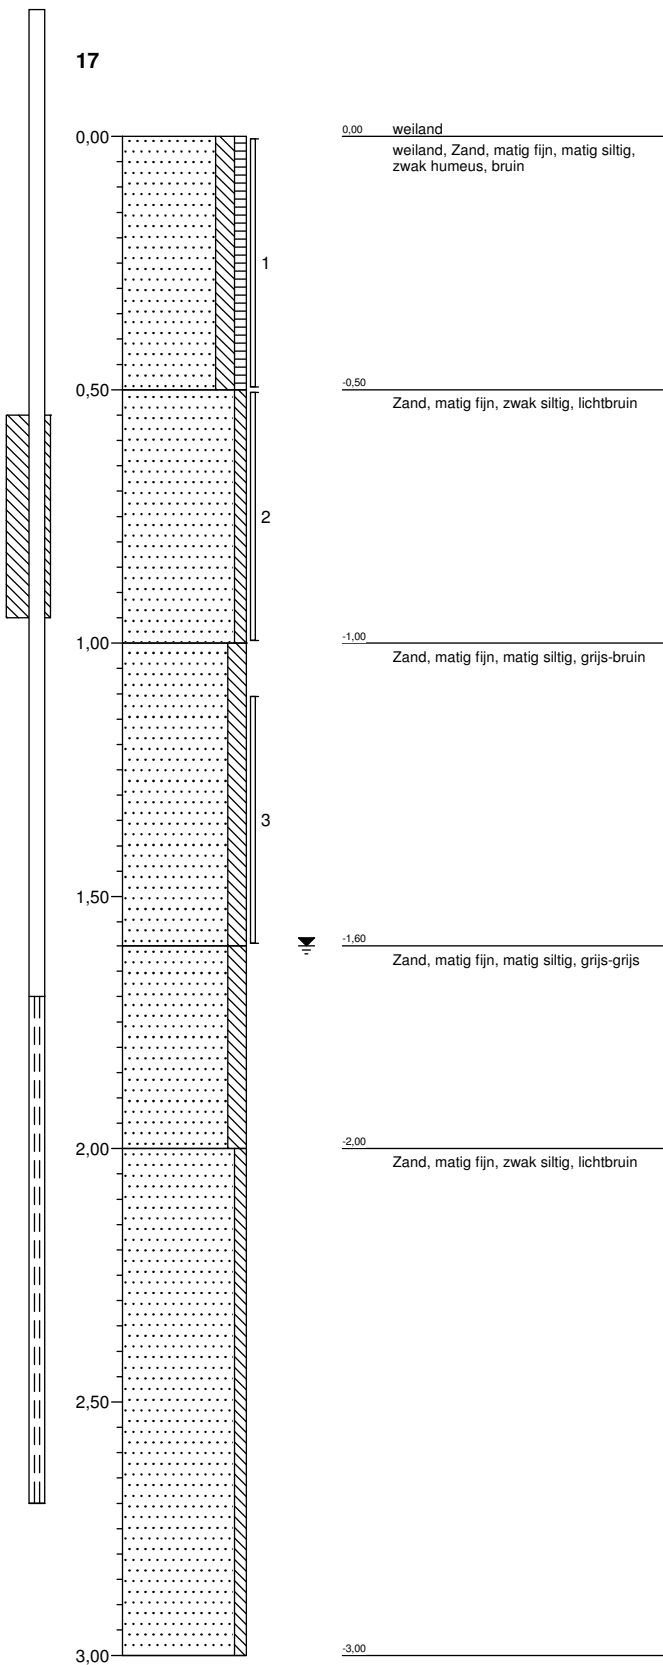 17
0,00
0,00 weiland
weiland, Zand, matig fijn, matig siltig,
zwak humeus, bruin
1
0,50
-0,50
Zand, matig fijn, zwak siltig, lichtbruin
2
1,00
-1,00
Zand, matig fijn, matig siltig, grijs-bruin
3
1,50
-1,60
Zand, matig fijn, matig siltig, grijs-grijs
2,00
-2,00
Zand, matig fijn, zwak siltig, lichtbruin
2,50
3,00
-3,00